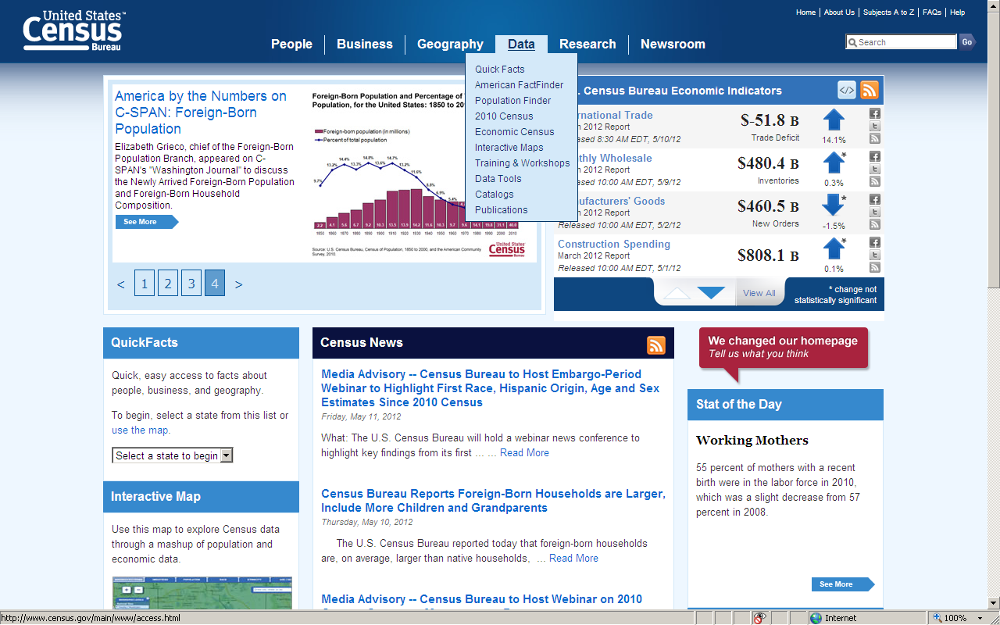 United States™
Census
Bureau
Home | About Us | Subjects A to Z | FAQs | Help
People
Business
Geography
Data
Research
Newsroom
Search
Go
Quick Facts
American FactFinder
Population Finder
2010 Census
Economic Census
Interactive Maps
Training & Workshops
Data Tools
Catalogs
Publications
America by the Numbers on
C-SPAN: Foreign-Born
Population
Elizabeth Grieco, chief of the Foreign-Born
Population Branch, appeared on C-
SPAN's "Washington Journal" to discuss
the Newly Arrived Foreign-Born Population
and Foreign-Born Household
Composition.
See More
Foreign-Born Population and Percentage of
Population, for the United States: 1850 to
Foreign-born population (in millions)
Percent of total population
9.7% 13.2% 14.4% 13.3% 14.8% 13.6% 14.7% 13.2% 11.6% 8.8% 6.9% 5.4%
2.2 4.1 5.6 6.7 9.2 10.3 13.5 13.9 14.2 11.6 10.3 9.7 9.6 14.1 19.8 31.1 40.0
1850 1860 1870 1880 1890 1900 1910 1920 1930 1940 1950 1960 1970 1980 1990 2000 2010
Source: U.S. Census Bureau, Census of Population, 1850 to 2000, and the American Community
Survey, 2010.
United States™
Census
Bureau
< 1 2 3 4 >
. Census Bureau Economic Indicators
</>
rnational Trade
h 2012 Report
ased 8:30 AM EDT, 5/10/12
$-51.8 B
Trade Deficit
14.1%
thly Wholesale
h 2012 Report
ased 10:00 AM EDT, 5/9/12
$480.4 B
Inventories
*
0.3%
ufacturers' Goods
h 2012 Report
Released 10:00 AM EDT, 5/2/12
$460.5 B
New Orders
*
-1.5%
Construction Spending
March 2012 Report
Released 10:00 AM EDT, 5/1/12
$808.1 B
*
0.1%
View All
* change not
statistically significant
QuickFacts
Quick, easy access to facts about
people, business, and geography.
To begin, select a state from this list or
use the map.
Select a state to begin
Interactive Map
Use this map to explore Census data
through a mashup of population and
economic data.
Census News
Media Advisory -- Census Bureau to Host Embargo-Period
Webinar to Highlight First Race, Hispanic Origin, Age and Sex
Estimates Since 2010 Census
Friday, May 11, 2012
What: The U.S. Census Bureau will hold a webinar news conference to
highlight key findings from its first ... ... Read More
Census Bureau Reports Foreign-Born Households are Larger,
Include More Children and Grandparents
Thursday, May 10, 2012
The U.S. Census Bureau reported today that foreign-born households
are, on average, larger than native households, ... Read More
Media Advisory -- Census Bureau to Host Webinar on 2010
We changed our homepage
Tell us what you think
Stat of the Day
Working Mothers
55 percent of mothers with a recent
birth were in the labor force in 2010,
which was a slight decrease from 57
percent in 2008.
See More
http://www.census.gov/main/www/access.html
Internet
100%